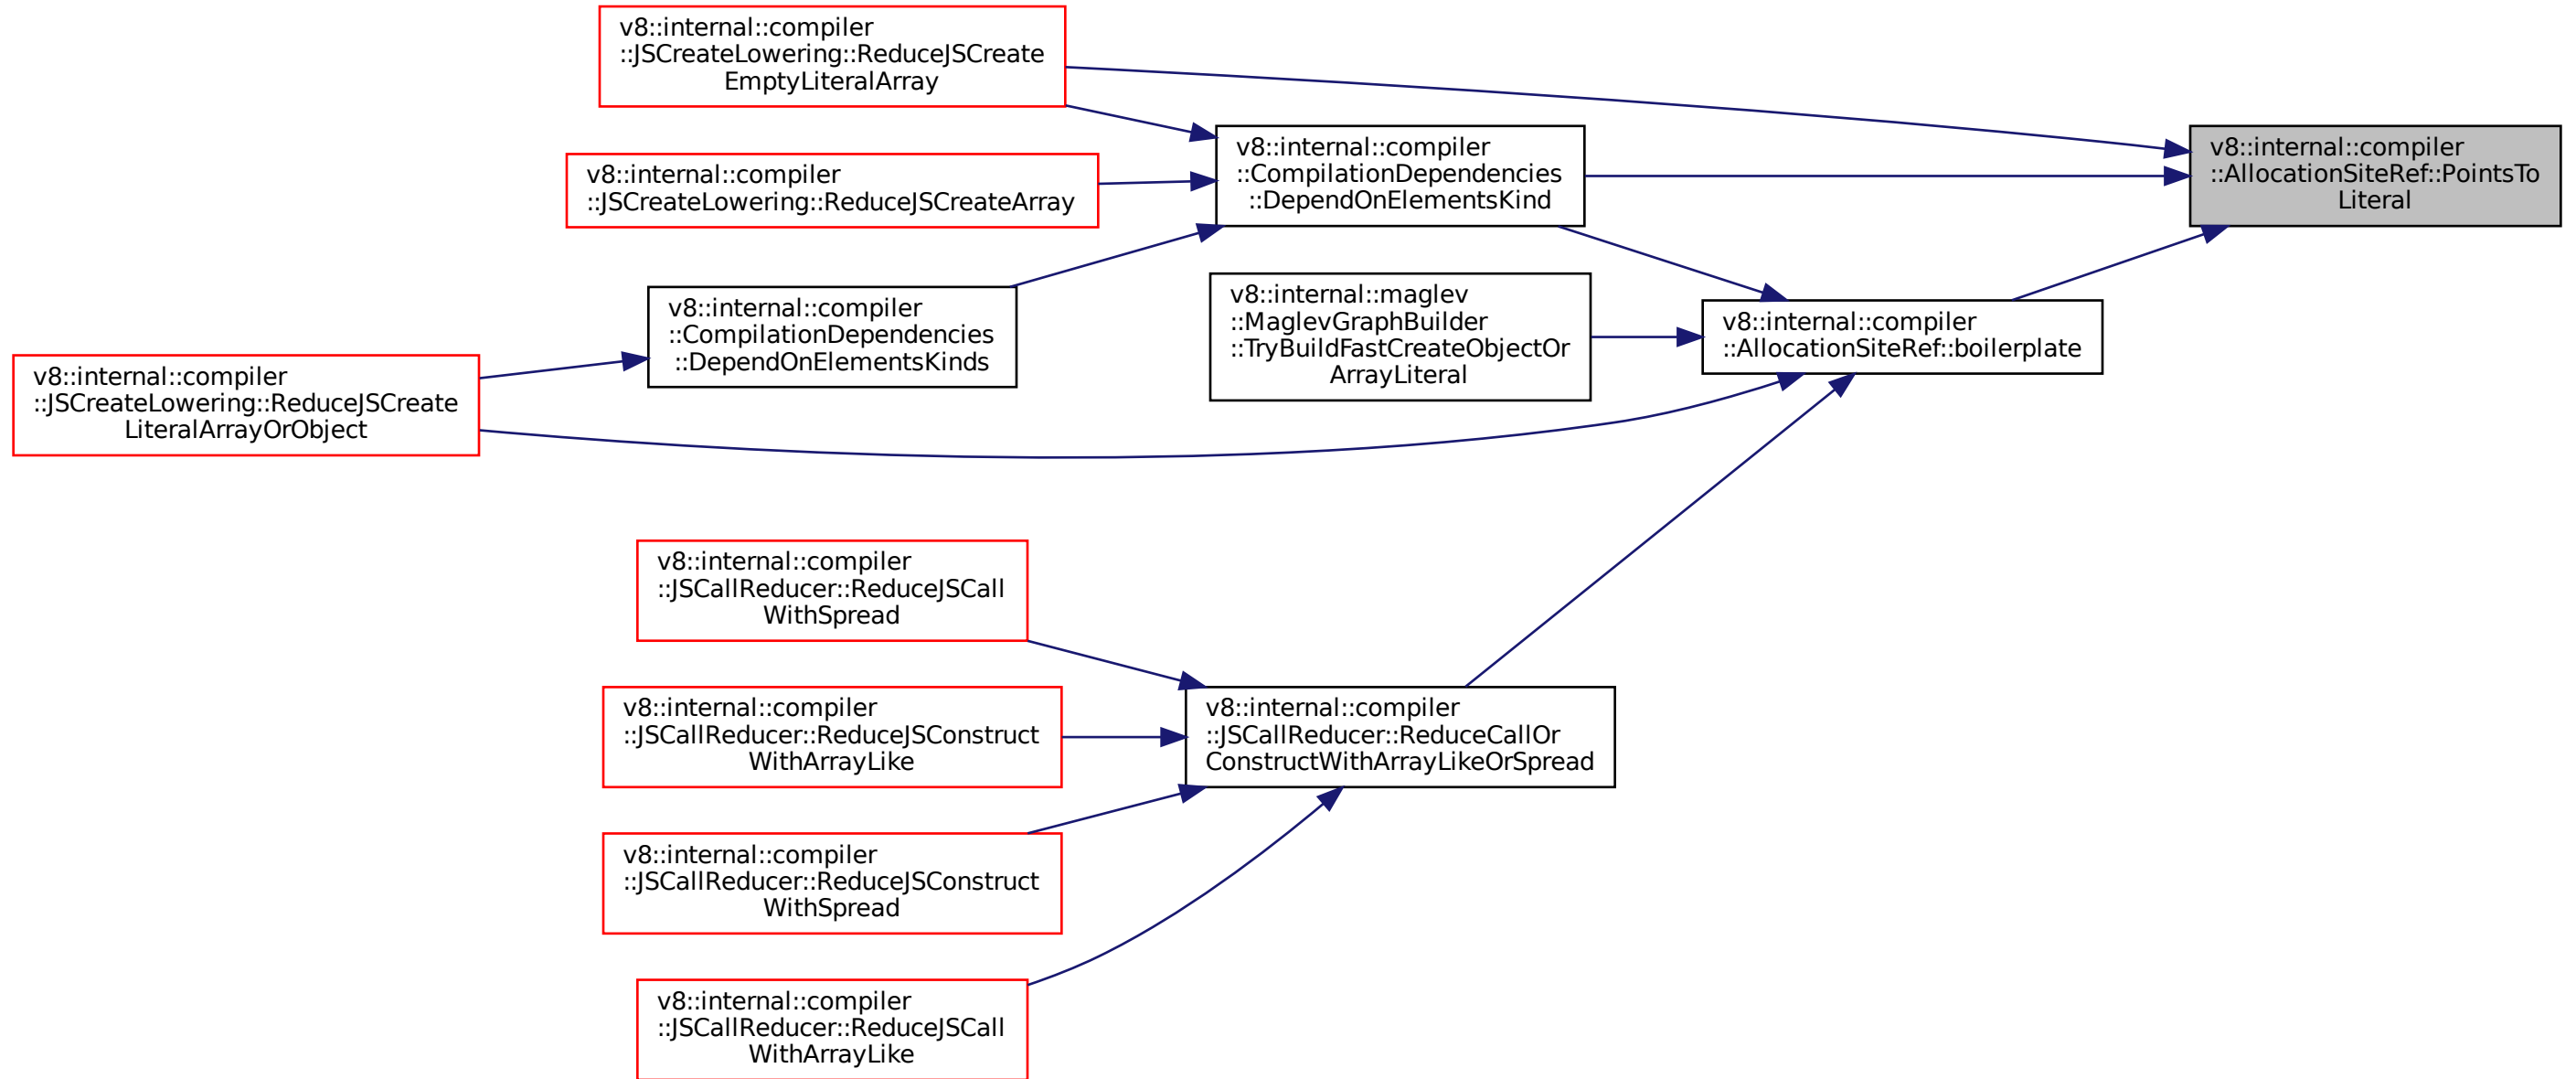 v8::internal::compiler
::JSCreateLowering::ReduceJSCreate
EmptyLiteralArray
v8::internal::compiler
::CompilationDependencies
::DependOnElementsKind
v8::internal::compiler
::AllocationSiteRef::PointsTo
Literal
v8::internal::compiler
::JSCreateLowering::ReduceJSCreateArray
v8::internal::maglev
::MaglevGraphBuilder
::TryBuildFastCreateObjectOr
ArrayLiteral
v8::internal::compiler
::CompilationDependencies
::DependOnElementsKinds
v8::internal::compiler
::AllocationSiteRef::boilerplate
v8::internal::compiler
::JSCreateLowering::ReduceJSCreate
LiteralArrayOrObject
v8::internal::compiler
::JSCallReducer::ReduceJSCall
WithSpread
v8::internal::compiler
::JSCallReducer::ReduceJSConstruct
WithArrayLike
v8::internal::compiler
::JSCallReducer::ReduceCallOr
ConstructWithArrayLikeOrSpread
v8::internal::compiler
::JSCallReducer::ReduceJSConstruct
WithSpread
v8::internal::compiler
::JSCallReducer::ReduceJSCall
WithArrayLike